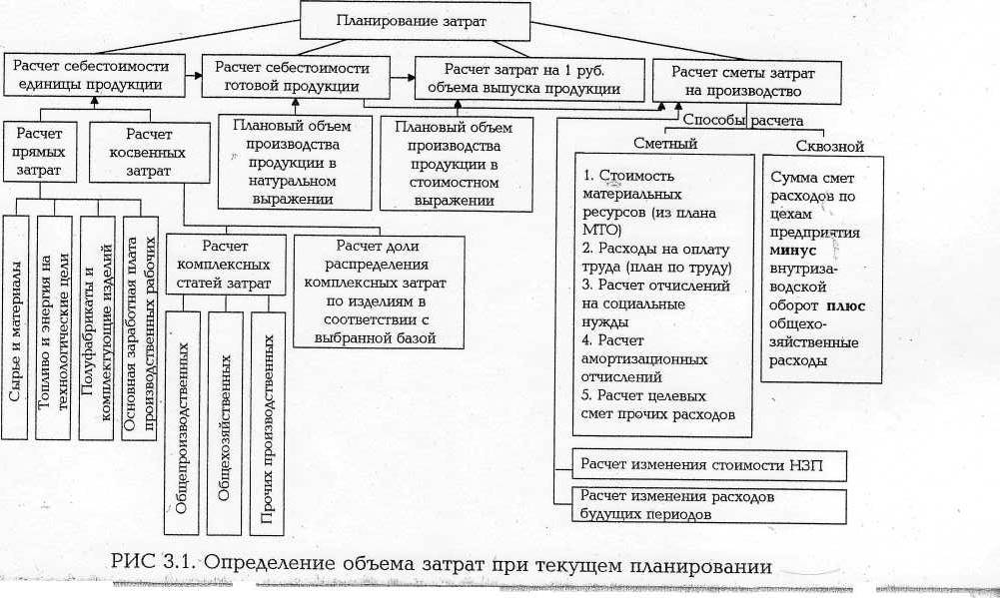 Планирование затрат
Расчет себестоимости
единицы продукции
Расчет себестоимости
готовой продукции
Расчет затрат на 1 руб.
объема выпуска продукции
Расчет сметы затрат
на производство
Расчет
прямых
затрат
Расчет
косвенных
затрат
Плановый объем
производства
продукции в
натуральном
выражении
Плановый объем
производства
продукции в
стоимостном
выражении
Способы расчета
Сметный
Сквозной
1. Стоимость
материальных
ресурсов (из плана
МТО)
2. Расходы на оплату
труда (план по труду)
3. Расчет отчислений
на социальные
нужды
4. Расчет
амортизационных
отчислений
5. Расчет целевых
смет прочих расходов
Сумма смет
расходов по
цехам
предприятия
минус
внутриза-
водской
оборот плюс
общехо-
зяйственные
расходы
Сырье и материалы
Топливо и энергия на
технологические цели
Полуфабрикаты и
комплектующие изделий
Основная заработная плата
производственных рабочих
Расчет
комплексных
статей затрат
Расчет доли
распределения
комплексных затрат
по изделиям в
соответствии с
выбранной базой
Общепроизводственных
Общехозяйственных
Прочих производственных
Расчет изменения стоимости НЗП
Расчет изменения расходов
будущих периодов
РИС 3.1. Определение объема затрат при текущем планировании